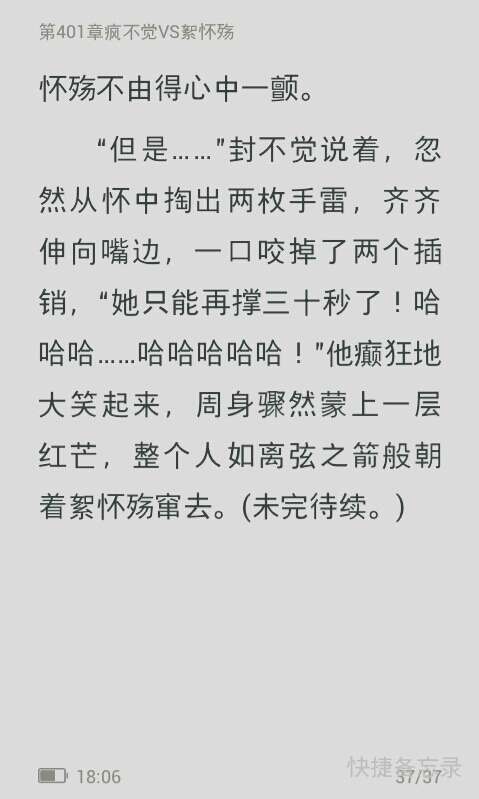 第401章疯不觉VS絮怀殇
怀殇不由得心中一颤。
“但是……”封不觉说着，忽
然从怀中掏出两枚手雷，齐齐
伸向嘴边，一口咬掉了两个插
销，“她只能再撑三十秒了！哈
哈哈……哈哈哈哈哈！”他癫狂地
大笑起来，周身骤然蒙上一层
红芒，整个人如离弦之箭般朝
着絮怀殇窜去。(未完待续。)
快捷备忘录
18:06
37/37